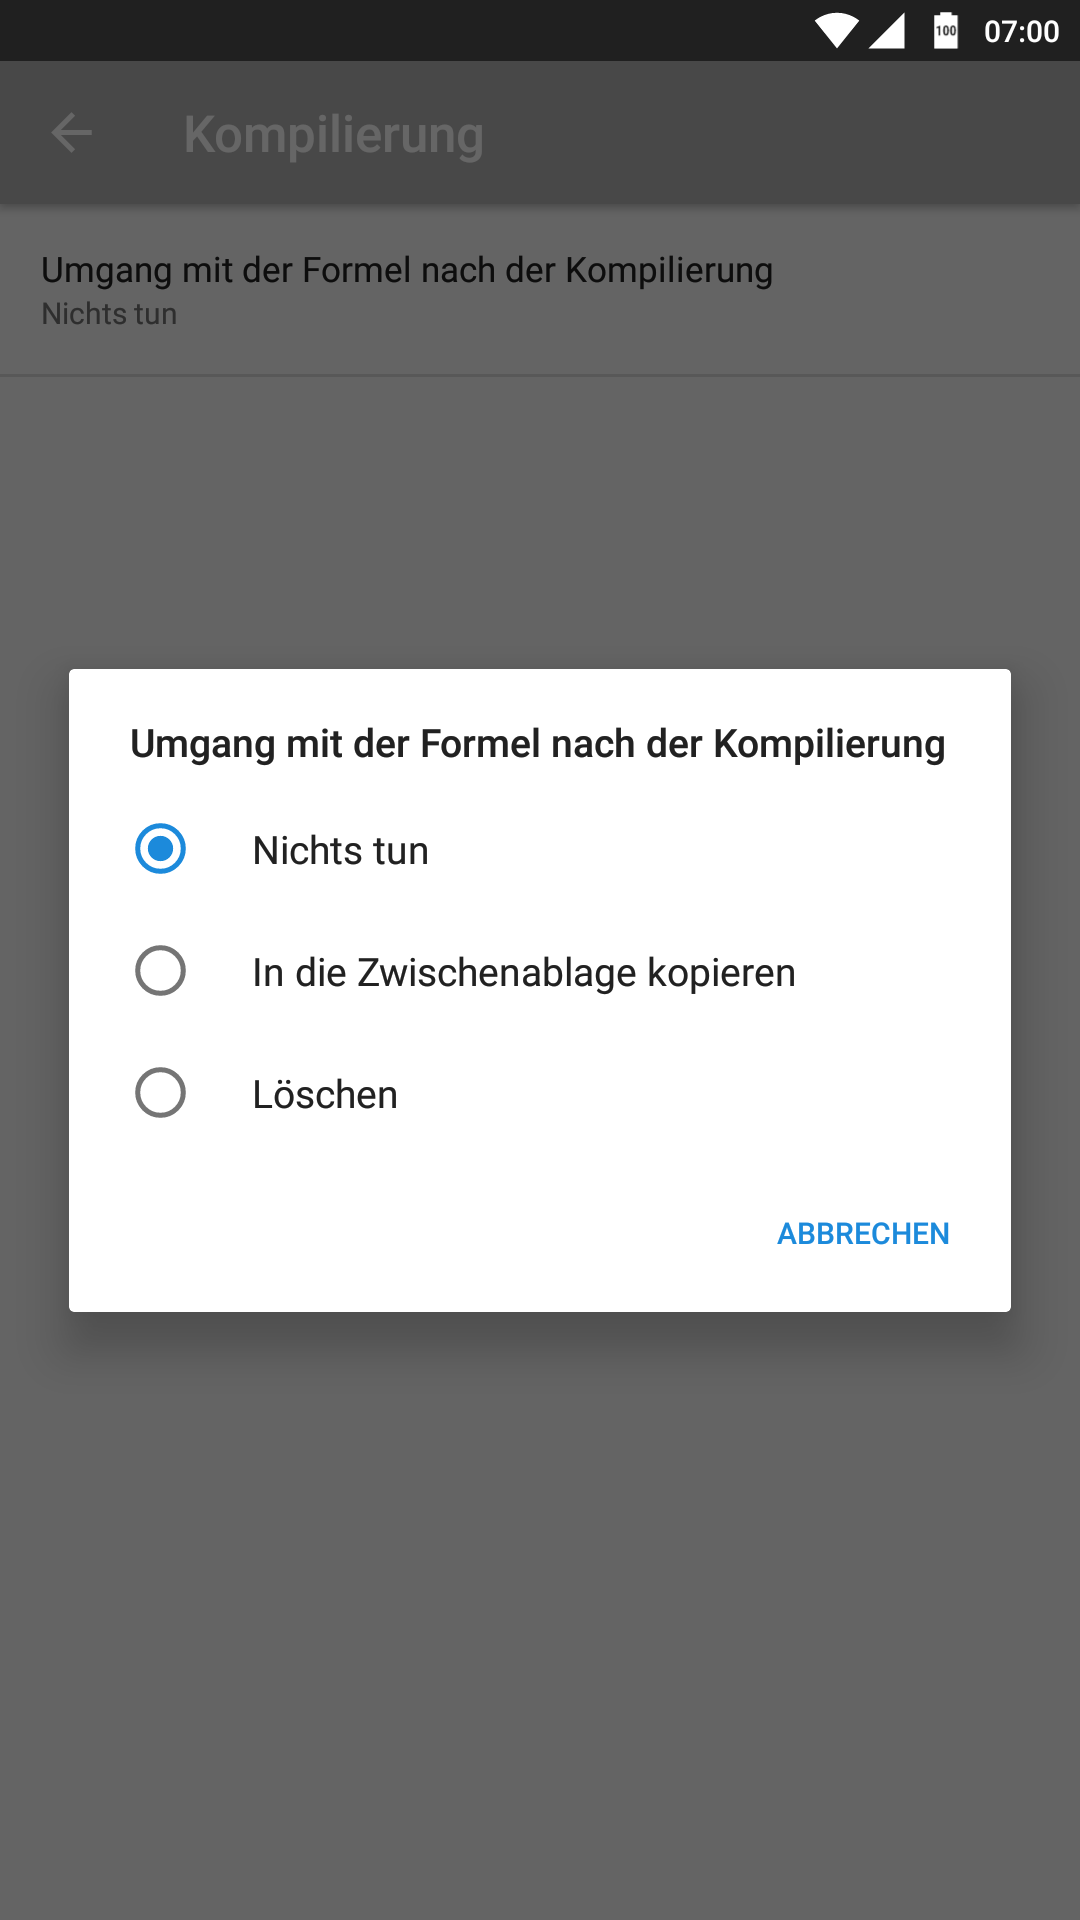 100 07:00
Kompilierung
Umgang mit der Formel nach der Kompilierung
Nichts tun
Umgang mit der Formel nach der Kompilierung
Nichts tun
In die Zwischenablage kopieren
Löschen
ABBRECHEN